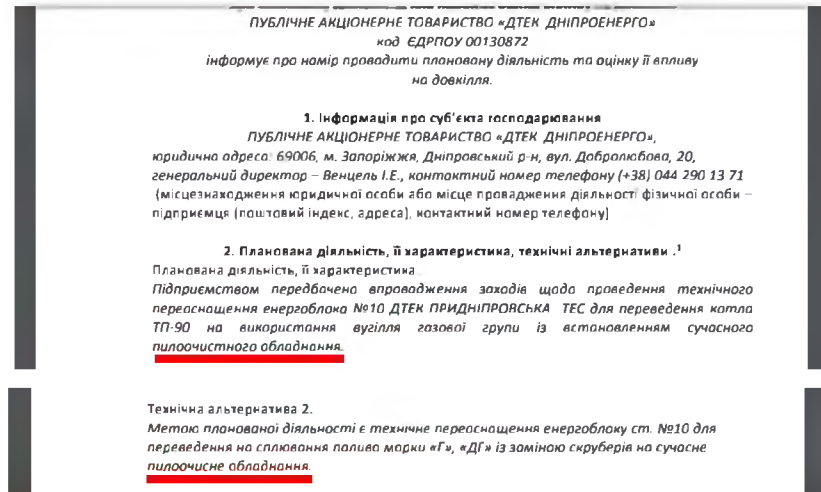 ПУБЛІЧНЕ АКЦІОНЕРНЕ ТОВАРИСТВО «ДТЕК ДНІПРОЕНЕРГО»
код ЄДРПОУ 00130872
інформує про намір провадити плановану діяльність та оцінку її впливу
на довкілля.
1. Інформація про суб'єкта господарювання
ПУБЛІЧНЕ АКЦІОНЕРНЕ ТОВАРИСТВО «ДТЕК ДНІПРОЕНЕРГО»,
юридична адреса: 69006, м. Запоріжжя, Дніпровський р-н, вул. Добролюбова, 20,
генеральний директор – Венцель І.Е., контактний номер телефону (+38) 044 290 13 71
(місцезнаходження юридичної особи або місце провадження діяльності фізичної особи –
підприємця (поштовий індекс, адреса), контактний номер телефону)
2. Планована діяльність, її характеристика, технічні альтернативи .¹
Планована діяльність, її характеристика.
Підприємством передбачено впровадження заходів щодо проведення технічного
переоснащення енергоблока №10 ДТЕК ПРИДНІПРОВСЬКА ТЕС для переведення котла
ТП-90 на використання вугілля газової групи із встановленням сучасного
пилоочистного обладнання.
Технічна альтернатива 2.
Метою планованої діяльності є технічне переоснащення енергоблоку ст. №10 для
переведення на сплювання палива марки «Г», «ДГ» із заміною скруберів на сучасне
пилоочисне обладнання.